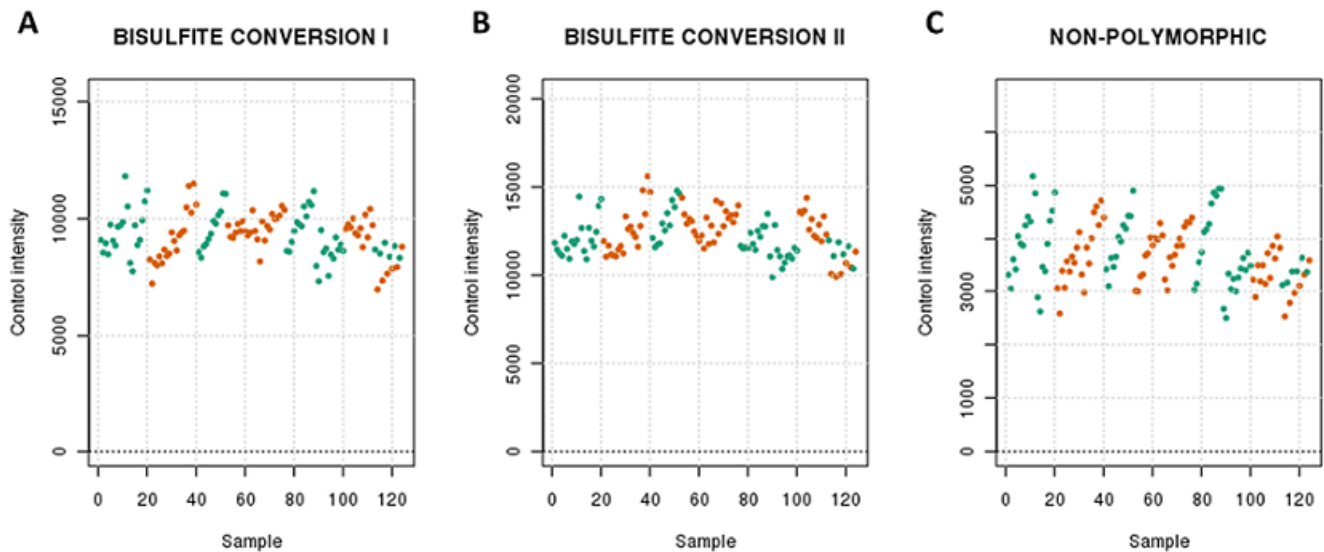 A
BISULFITE CONVERSION I
15000
10000
5000
0
Control intensity
0 20 40 60 80 100 120
Sample
B
BISULFITE CONVERSION II
20000
15000
10000
5000
0
Control intensity
0 20 40 60 80 100 120
Sample
C
NON-POLYMORPHIC
5000
3000
1000
0
Control intensity
0 20 40 60 80 100 120
Sample